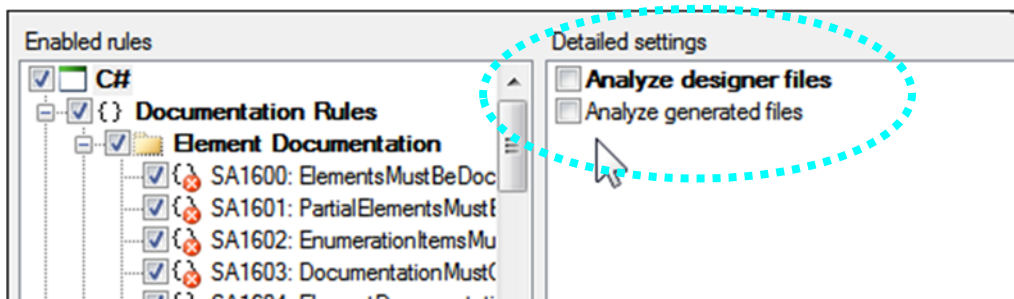 Enabled rules
C#
{} Documentation Rules
Element Documentation
SA1600: ElementsMustBeDoc
SA1601: PartialElementsMustB
SA1602: EnumerationItemsMu
SA1603: DocumentationMust
Detailed settings
Analyze designer files
Analyze generated files